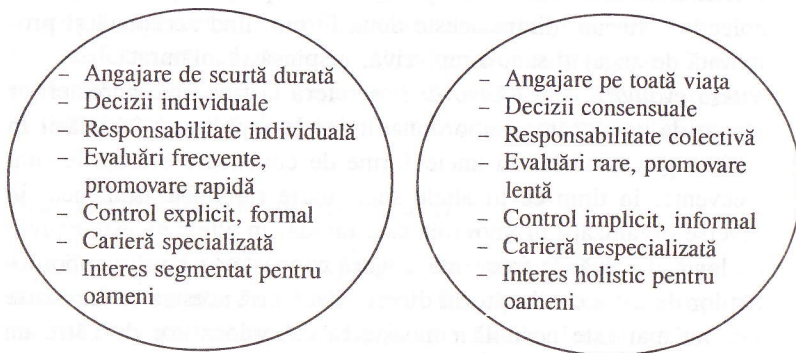 – Angajare de scurtă durată
– Decizii individuale
– Responsabilitate individuală
– Evaluări frecvente,
promovare rapidă
– Control explicit, formal
– Carieră specializată
– Interes segmentat pentru
oameni
– Angajare pe toată viața
– Decizii consensuale
– Responsabilitate colectivă
– Evaluări rare, promovare
lentă
– Control implicit, informal
– Carieră nespecializată
– Interes holistic pentru
oameni